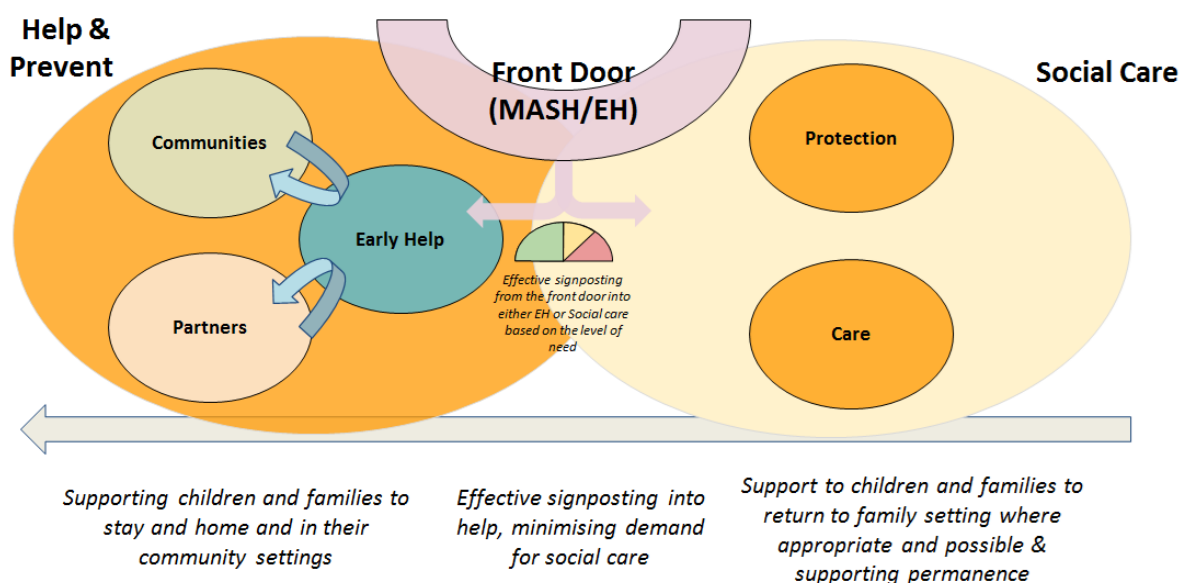 Help &
Prevent
Front Door
(MASH/EH)
Social Care
Communities
Protection
Early Help
Effective signposting
from the front door into
either EH or Social care
based on the level of
need
Partners
Care
Supporting children and families to
stay and home and in their
community settings
Effective signposting into
help, minimising demand
for social care
Support to children and families to
return to family setting where
appropriate and possible &
supporting permanence